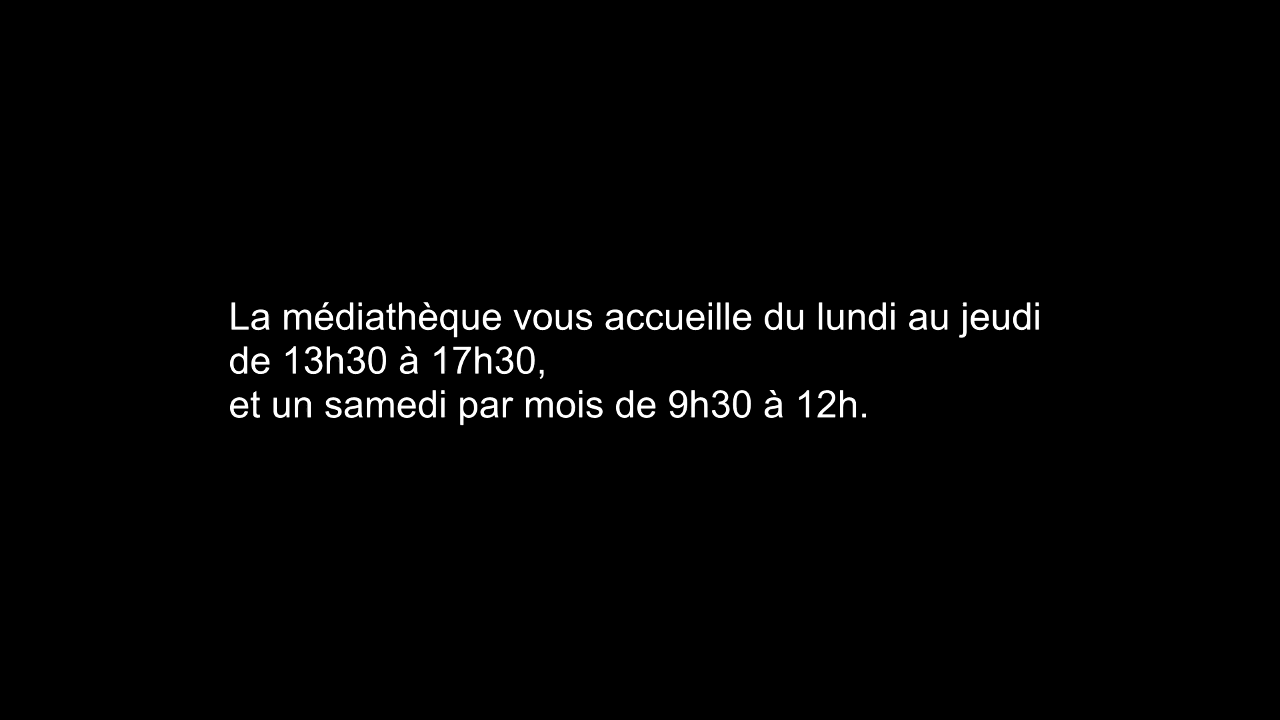 La médiathèque vous accueille du lundi au jeudi
de 13h30 à 17h30,
et un samedi par mois de 9h30 à 12h.